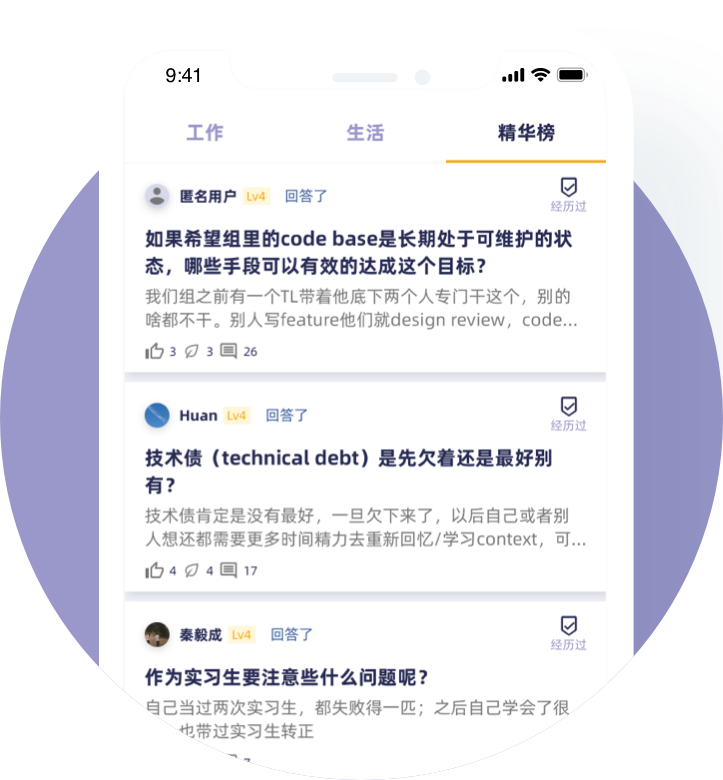 9:41
工作 生活 精华榜
匿名用户 Lv4 回答了
经历过
如果希望组里的code base是长期处于可维护的状
态，哪些手段可以有效的达成这个目标？
我们组之前有一个TL带着他底下两个人专门干这个，别的
啥都不干。别人写feature他们就design review，code...
3 3 26
Huan Lv4 回答了
经历过
技术债（technical debt）是先欠着还是最好别
有？
技术债肯定是没有最好，一旦欠下来了，以后自己或者别
人想还都需要更多时间精力去重新回忆/学习context，可...
4 4 17
秦毅成 Lv4 回答了
经历过
作为实习生要注意些什么问题呢？
自己当过两次实习生，都失败得一匹；之后自己学会了很
也带过实习生转正